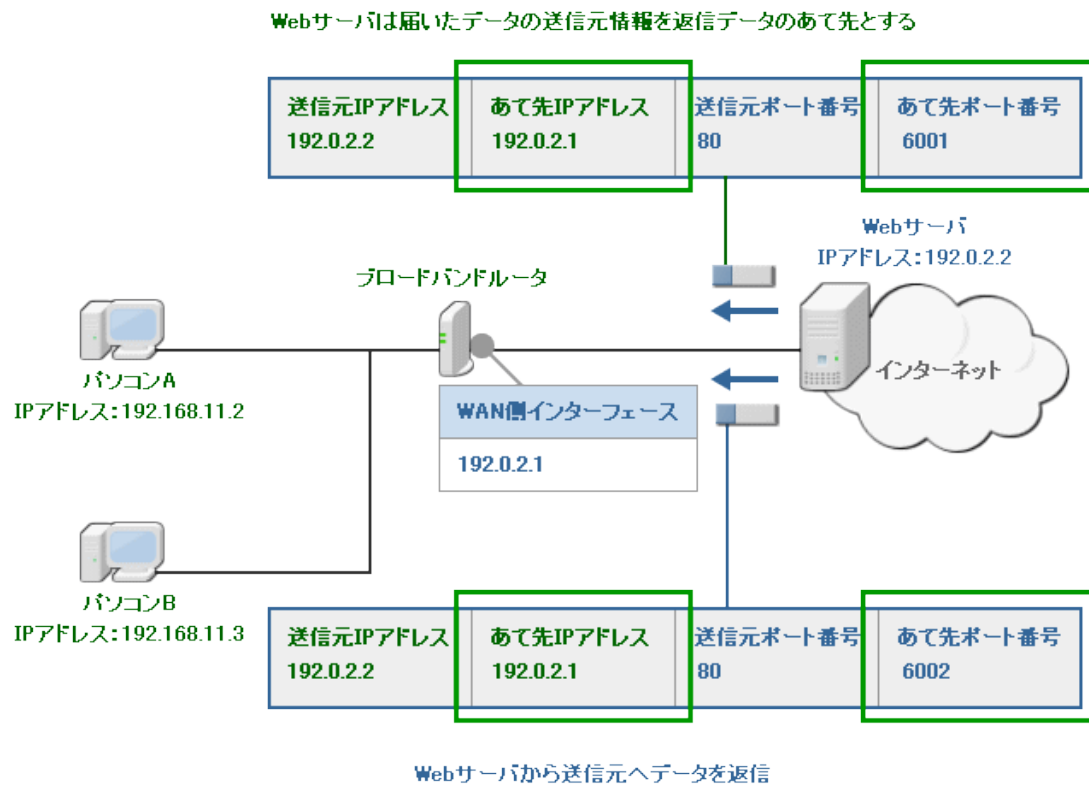 Webサーバは届いたデータの送信元情報を返信データのあて先とする
送信元IPアドレス あて先IPアドレス 送信元ポート番号 あて先ポート番号
192.0.2.2 192.0.2.1 80 6001
Webサーバ
IPアドレス:192.0.2.2
ブロードバンドルータ
インターネット
パソコンA
IPアドレス:192.168.11.2
WAN側インターフェース
192.0.2.1
パソコンB
IPアドレス:192.168.11.3
送信元IPアドレス あて先IPアドレス 送信元ポート番号 あて先ポート番号
192.0.2.2 192.0.2.1 80 6002
Webサーバから送信元へデータを返信